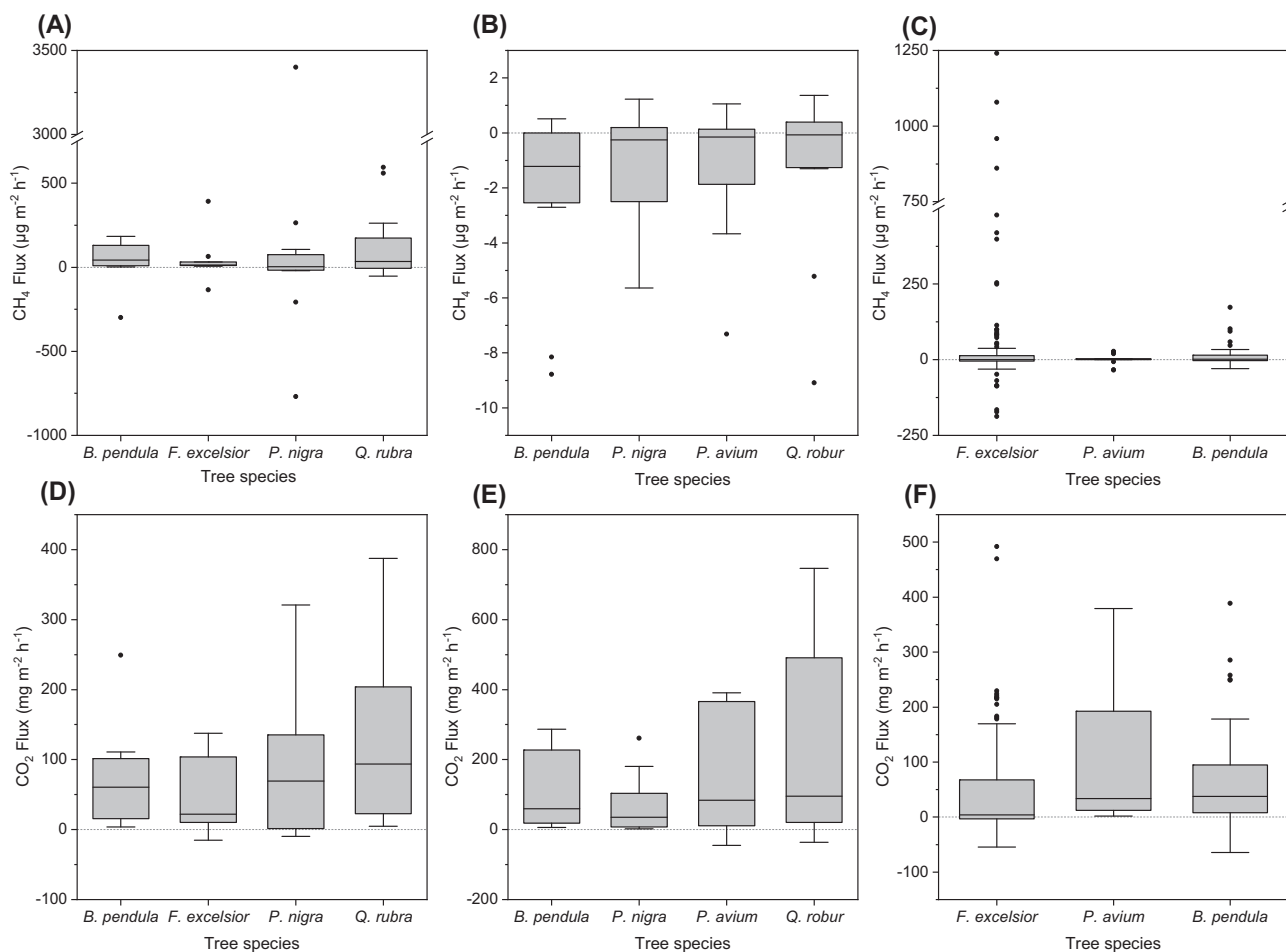 (A)
3500
3000
500
0
-500
-1000
CH₄ Flux (µg m⁻² h⁻¹)
B. pendula F. excelsior P. nigra Q. rubra
Tree species
(B)
2
0
-2
-4
-6
-8
-10
CH₄ Flux (µg m⁻² h⁻¹)
B. pendula P. nigra P. avium Q. robur
Tree species
(C)
1250
1000
750
250
0
-250
CH₄ Flux (µg m⁻² h⁻¹)
F. excelsior P. avium B. pendula
Tree species
(D)
400
300
200
100
0
-100
CO₂ Flux (mg m⁻² h⁻¹)
B. pendula F. excelsior P. nigra Q. rubra
Tree species
(E)
800
600
400
200
0
-200
CO₂ Flux (mg m⁻² h⁻¹)
B. pendula P. nigra P. avium Q. robur
Tree species
(F)
500
400
300
200
100
0
-100
CO₂ Flux (mg m⁻² h⁻¹)
F. excelsior P. avium B. pendula
Tree species